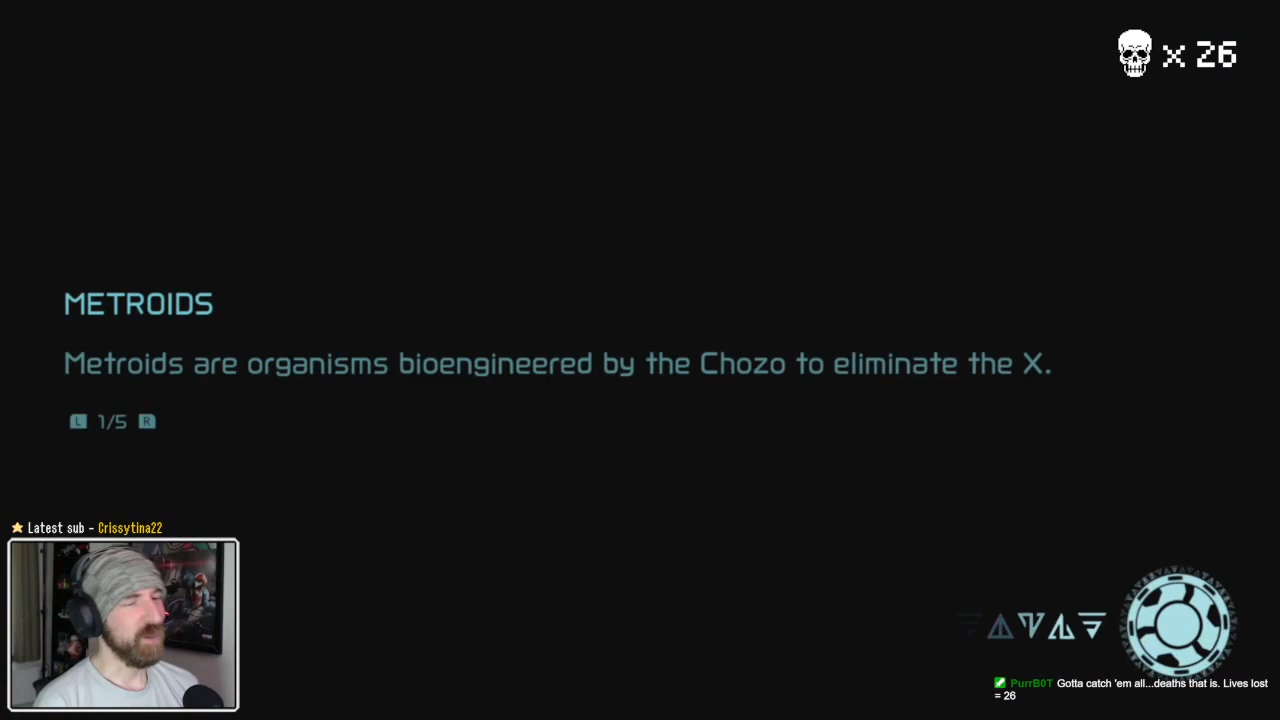 x 26
METROIDS
Metroids are organisms bioengineered by the Chozo to eliminate the X.
L 1/5 R
Latest sub - Crissytina22
PurrB0T Gotta catch 'em all...deaths that is. Lives lost
= 26